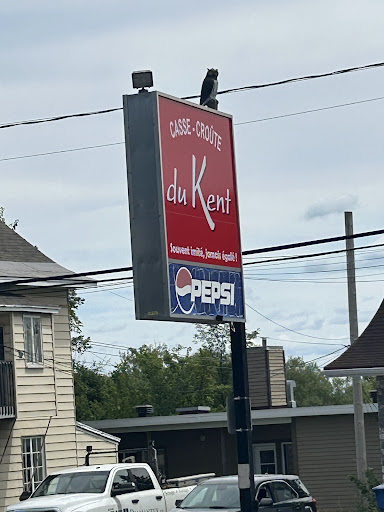 CASSE-CROÛTE
du Kent
Souvent imité, jamais égalé!
PEPSI